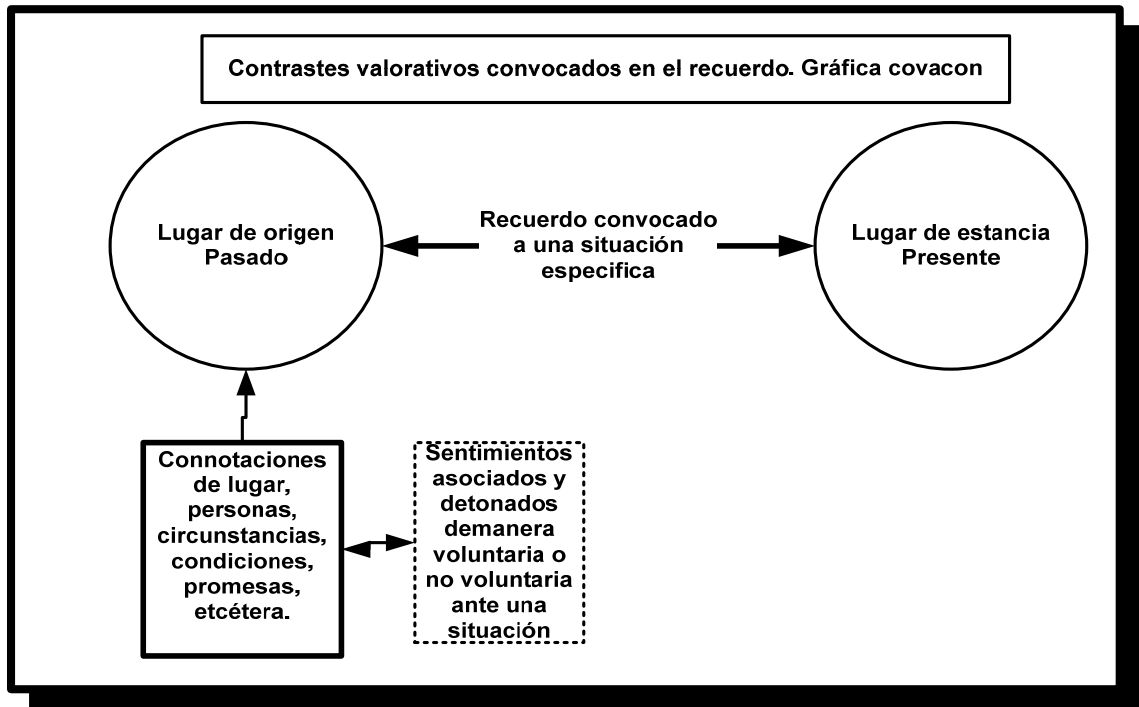 Contrastes valorativos convocados en el recuerdo. Gráfica covacon
Lugar de origen
Pasado
Recuerdo convocado
a una situación
especifica
Lugar de estancia
Presente
Connotaciones
de lugar,
personas,
circunstancias,
condiciones,
promesas,
etcétera.
Sentimientos
asociados y
detonados
demanera
voluntaria o
no voluntaria
ante una
situación